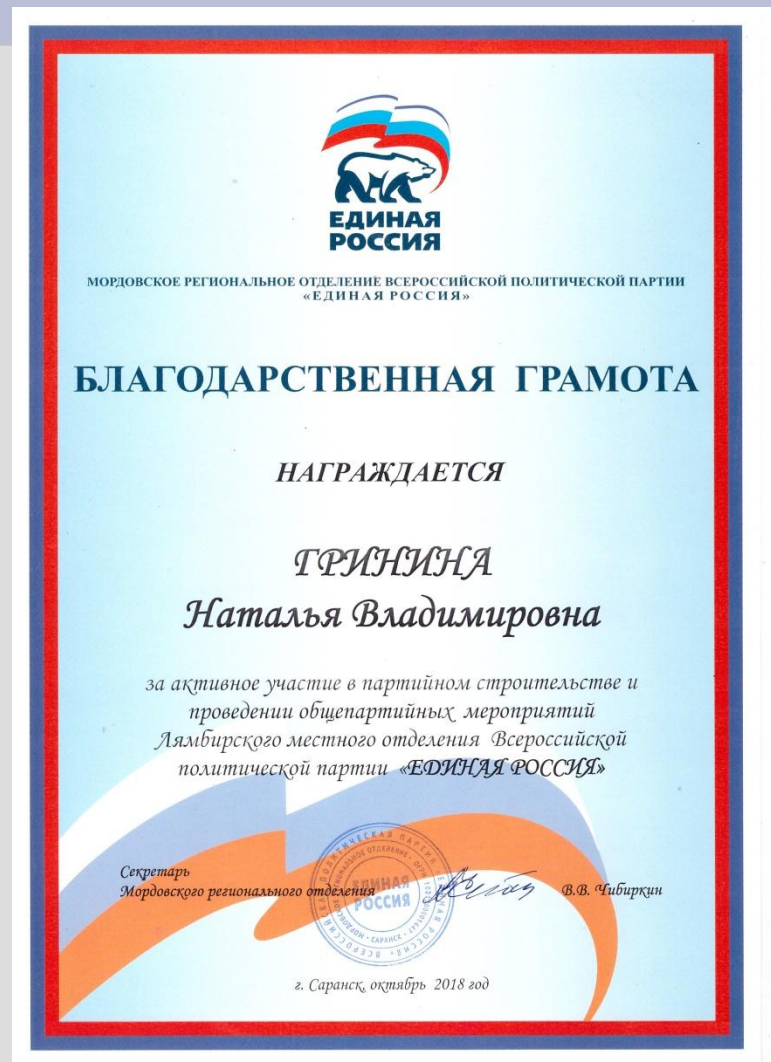 ЕДИНАЯ
РОССИЯ
МОРДОВСКОЕ РЕГИОНАЛЬНОЕ ОТДЕЛЕНИЕ ВСЕРОССИЙСКОЙ ПОЛИТИЧЕСКОЙ ПАРТИИ
«ЕДИНАЯ РОССИЯ»
БЛАГОДАРСТВЕННАЯ ГРАМОТА
НАГРАЖДАЕТСЯ
ГРИНИНА
Наталья Владимировна
за активное участие в партийном строительстве и
проведении общепартийных мероприятий
Лямбирского местного отделения Всероссийской
политической партии «ЕДИНАЯ РОССИЯ»
Секретарь
Мордовского регионального отделения
В.В. Чибиркин
ЕДИНАЯ
РОССИЯ
г. Саранск, октябрь 2018 год